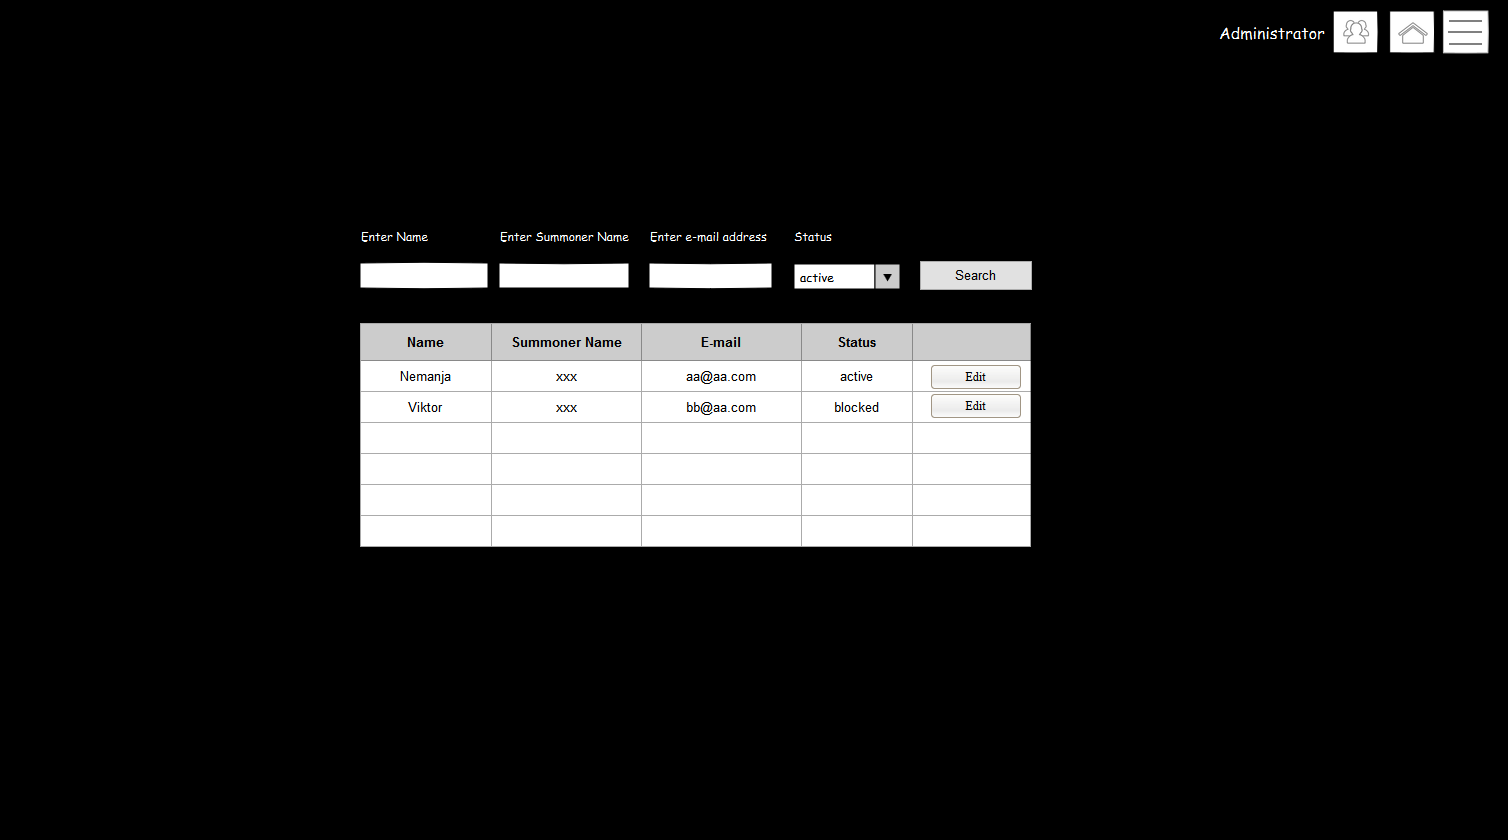 Administrator
Enter Name Enter Summoner Name Enter e-mail address Status
active Search
Name Summoner Name E-mail Status
Nemanja xxx aa@aa.com active Edit
Viktor xxx bb@aa.com blocked Edit